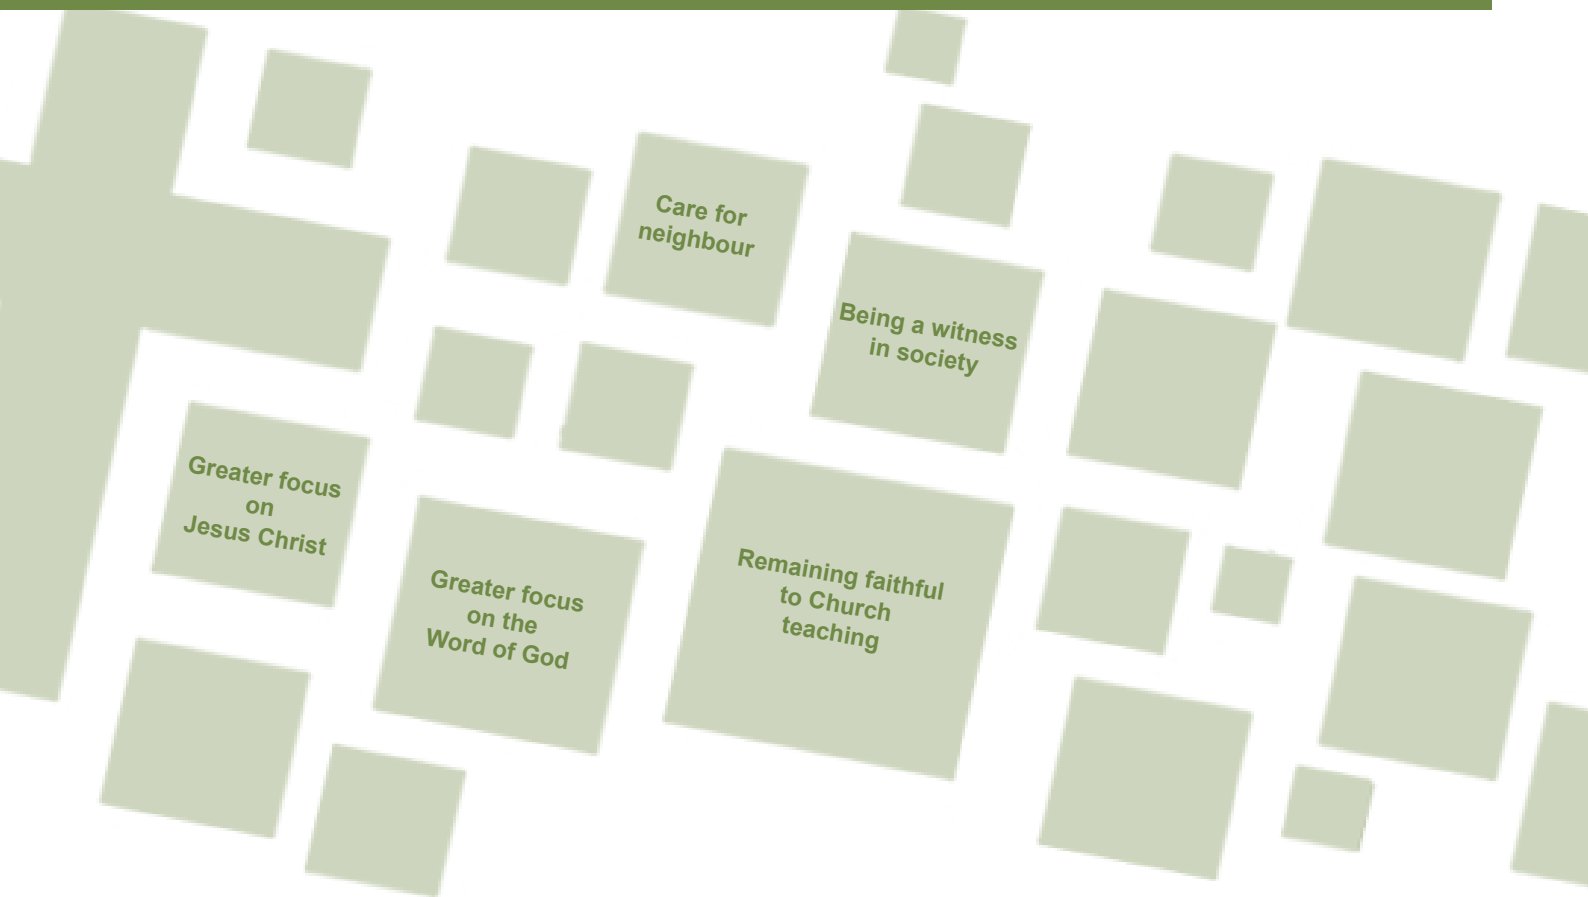 Care for
neighbour
Being a witness
in society
Greater focus
on
Jesus Christ
Greater focus
on the
Word of God
Remaining faithful
to Church
teaching